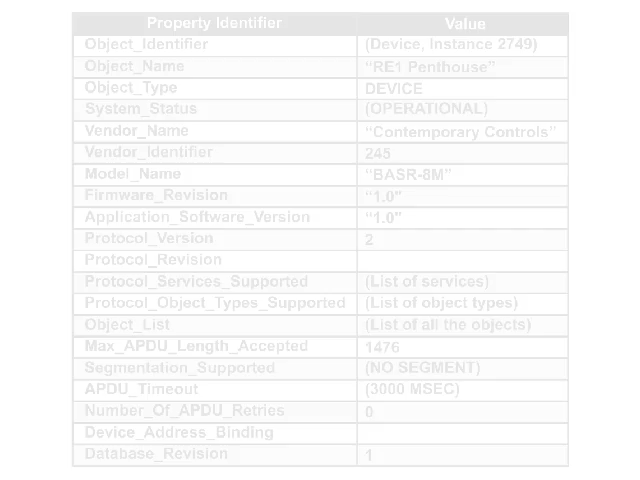 Property Identifier Value
Object_Identifier (Device, Instance 2749)
Object_Name “RE1 Penthouse”
Object_Type DEVICE
System_Status (OPERATIONAL)
Vendor_Name “Contemporary Controls”
Vendor_Identifier 245
Model_Name “BASR-8M”
Firmware_Revision “1.0"
Application_Software_Version “1.0"
Protocol_Version 2
Protocol_Revision
Protocol_Services_Supported (List of services)
Protocol_Object_Types_Supported (List of object types)
Object_List (List of all the objects)
Max_APDU_Length_Accepted 1476
Segmentation_Supported (NO SEGMENT)
APDU_Timeout (3000 MSEC)
Number_Of_APDU_Retries 0
Device_Address_Binding
Database_Revision 1